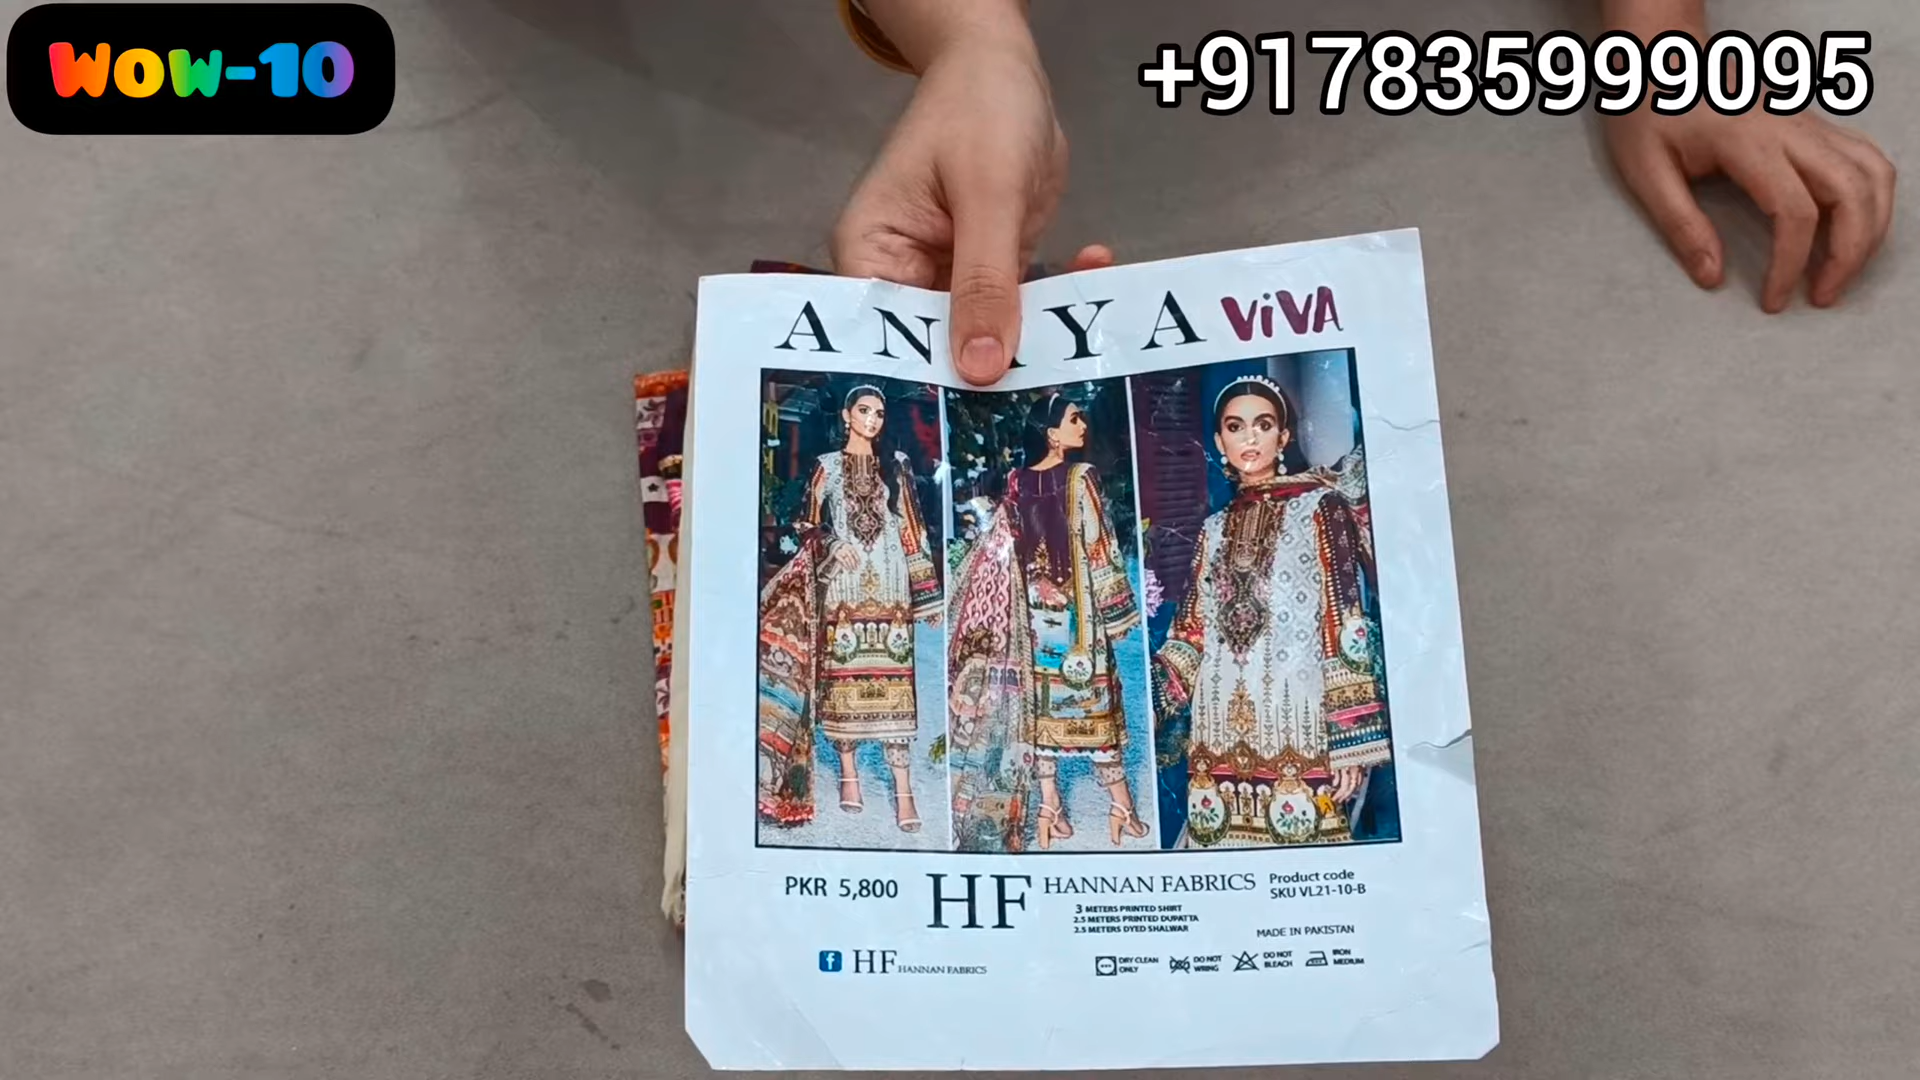 WOW-10
+917835999095
VIVA
PKR 5,800
HF HANNAN FABRICS
3 METERS PRINTED SHIRT
2.5 METERS PRINTED DUPATTA
2.5 METERS DYED SHALWAR
Product code
SKU VL21-10-B
MADE IN PAKISTAN
f HF HANNAN FABRICS
DRY CLEAN ONLY
DO NOT WRING
DO NOT BLEACH
IRON MEDIUM